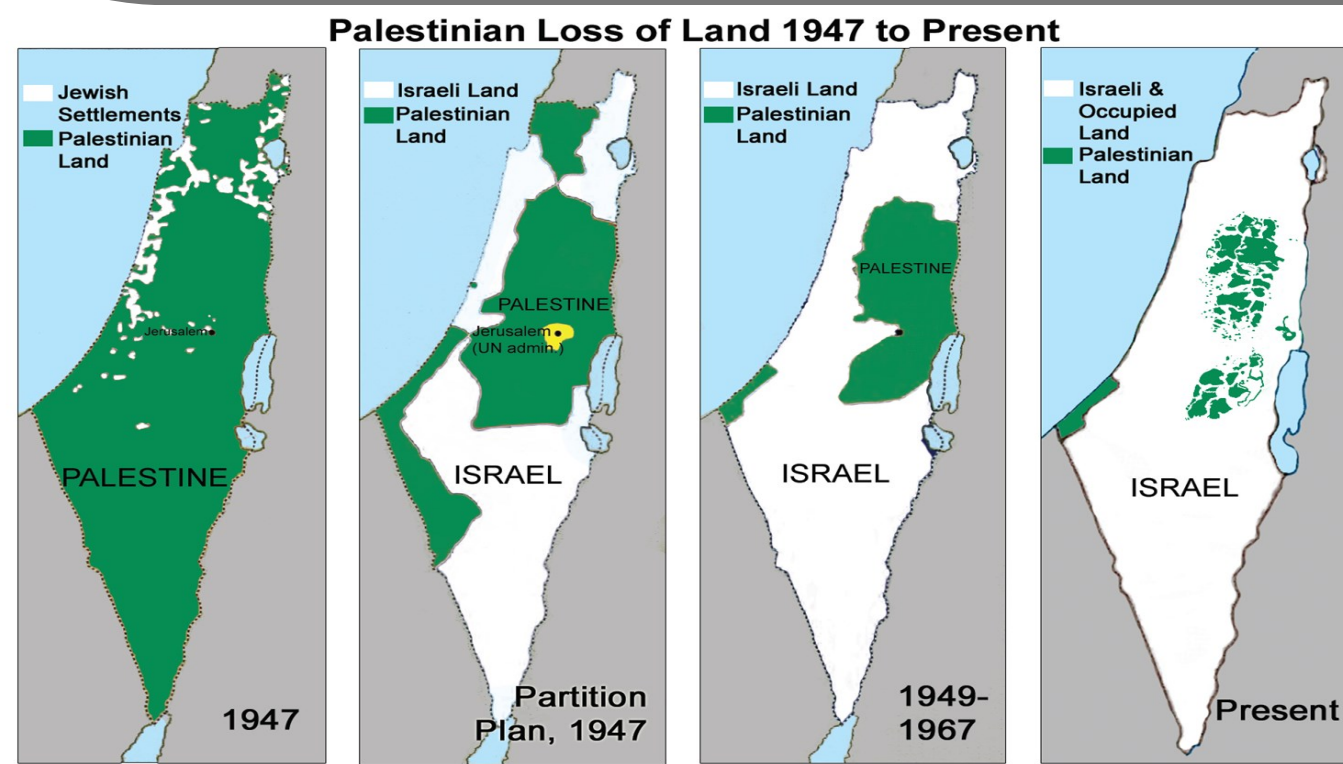 Palestinian Loss of Land 1947 to Present
Jewish
Settlements
Palestinian
Land
Jerusalem
PALESTINE
1947
Israeli Land
Palestinian
Land
PALESTINE
Jerusalem
(UN admin.)
ISRAEL
Partition
Plan, 1947
Israeli Land
Palestinian
Land
PALESTINE
ISRAEL
1949-
1967
Israeli &
Occupied
Land
Palestinian
Land
ISRAEL
Present